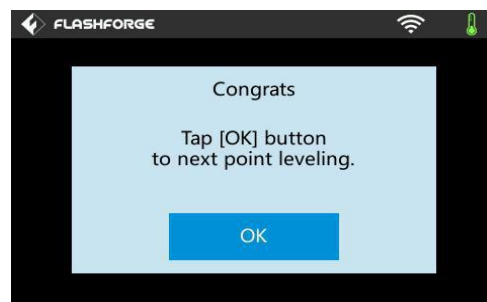 FLASHFORGE
Congrats
Tap [OK] button
to next point leveling.
OK